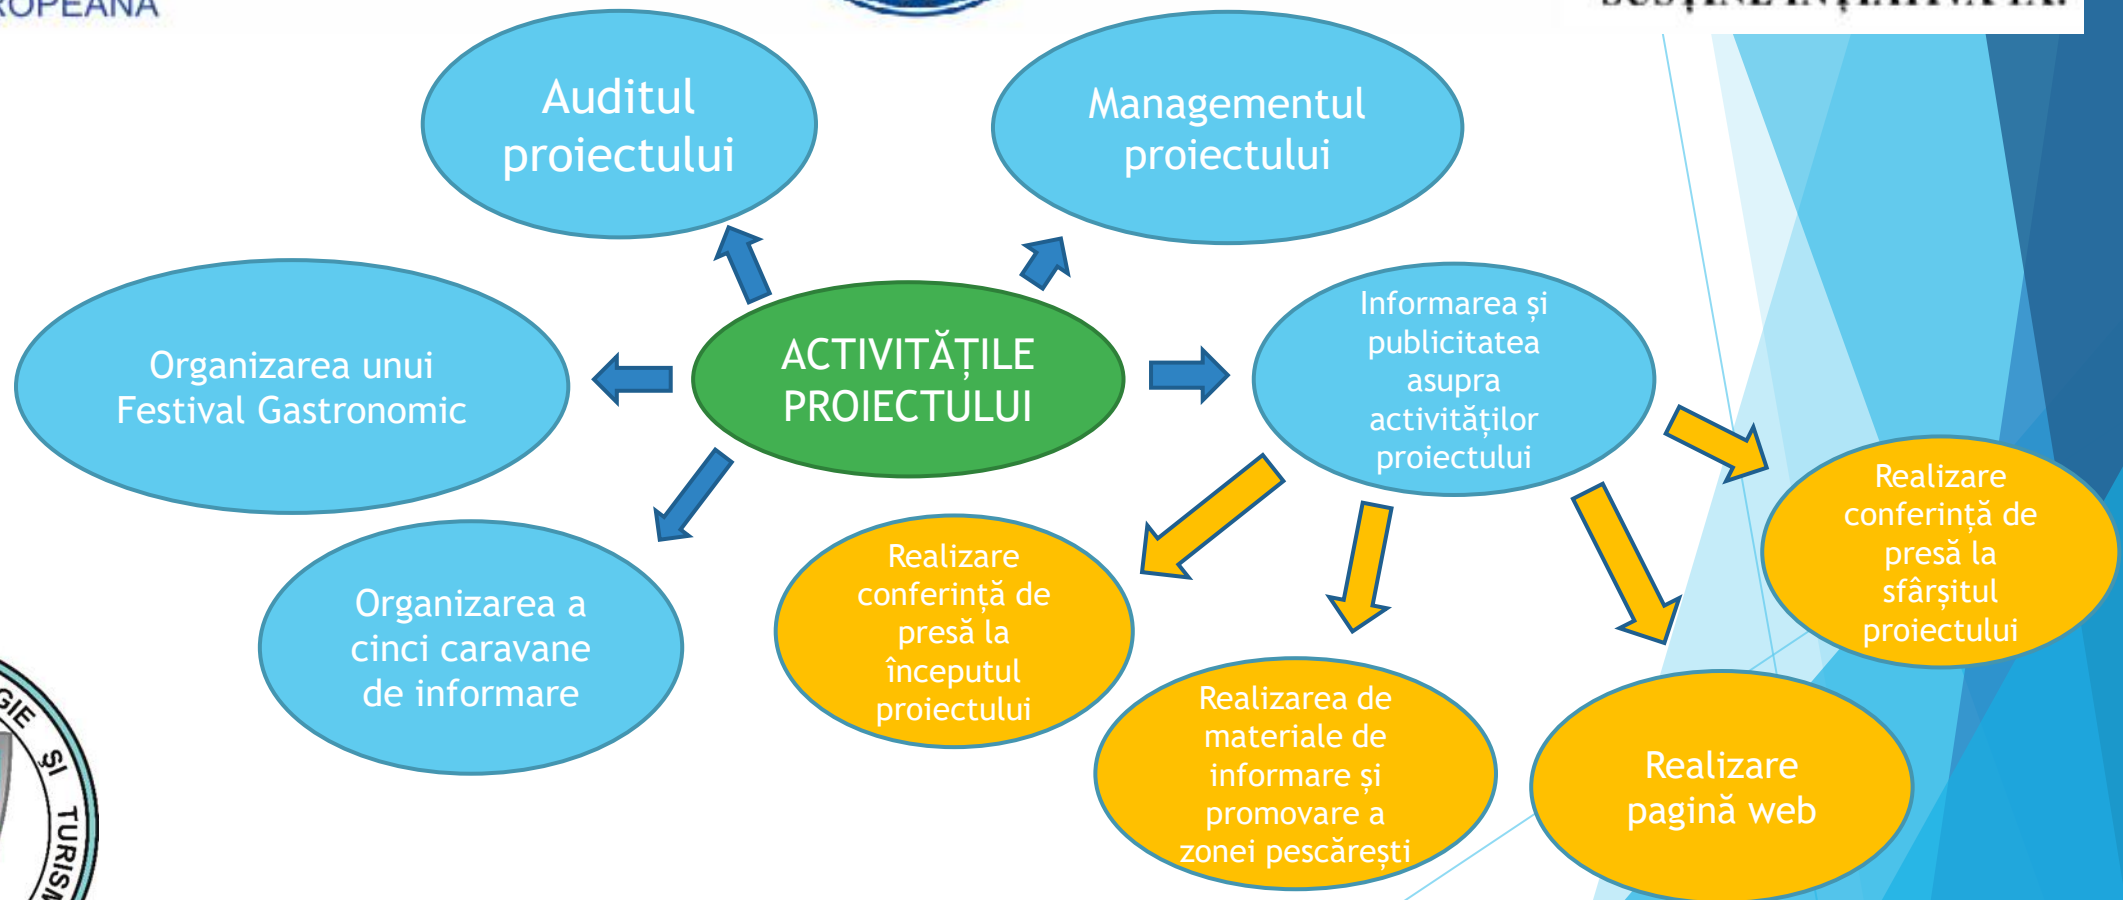 Auditul
proiectului
Managementul
proiectului
Organizarea unui
Festival Gastronomic
ACTIVITĂȚILE
PROIECTULUI
Informarea și
publicitatea
asupra
activităților
proiectului
Organizarea a
cinci caravane
de informare
Realizare
conferință de
presă la
începutul
proiectului
Realizarea de
materiale de
informare și
promovare a
zonei pescărești
Realizare
pagină web
Realizare
conferință de
presă la
sfârșitul
proiectului
ȘI